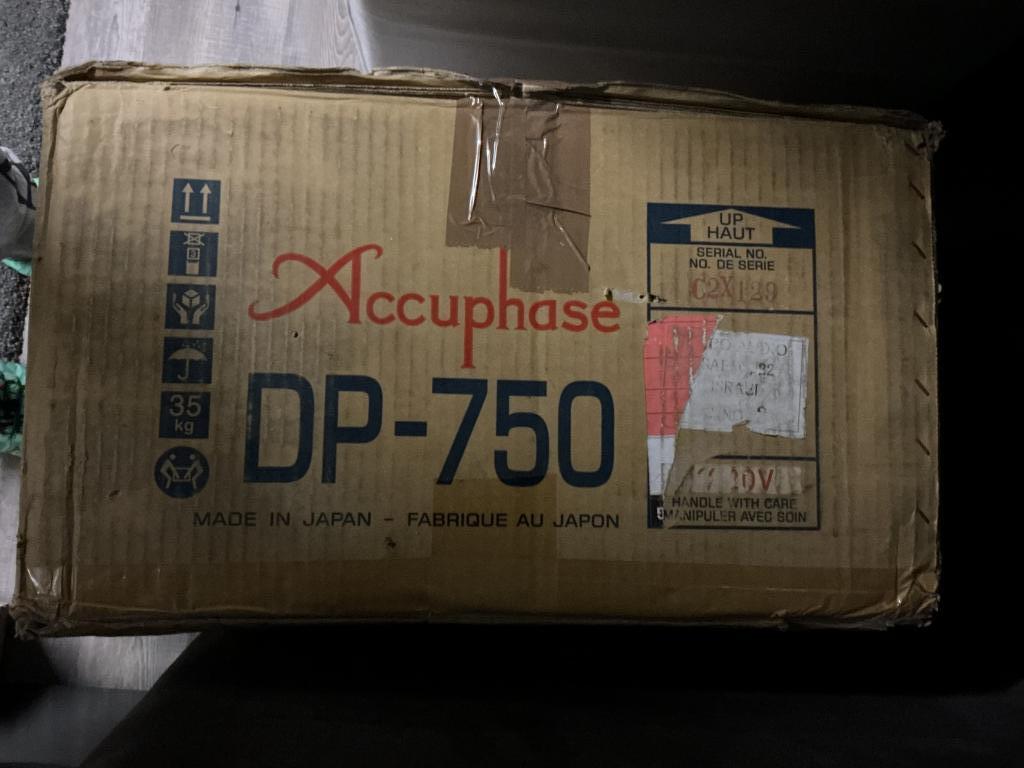 35
kg
Accuphase
DP-750
MADE IN JAPAN - FABRIQUE AU JAPON
UP
HAUT
SERIAL NO.
NO. DE SERIE
C2X129
HANDLE WITH CARE
MANIPULER AVEC SOIN